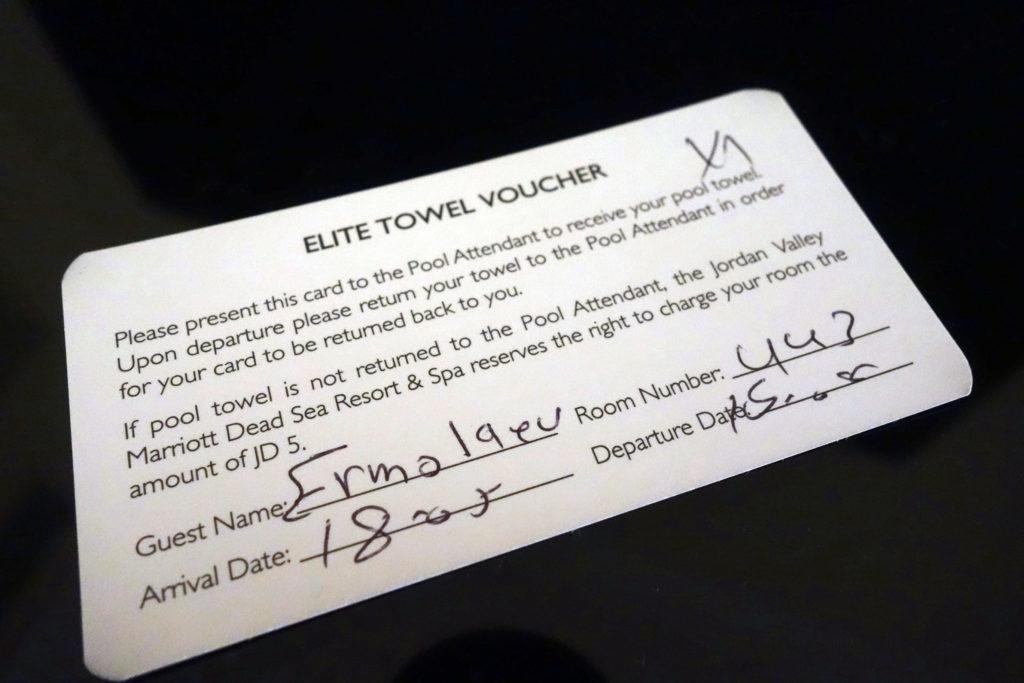 X1
ELITE TOWEL VOUCHER
Please present this card to the Pool Attendant to receive your pool towel.
Upon departure please return your towel to the Pool Attendant in order
for your card to be returned back to you.
If pool towel is not returned to the Pool Attendant, the Jordan Valley
Marriott Dead Sea Resort & Spa reserves the right to charge your room the
amount of JD 5.
Guest Name: Ermolaev Room Number: 443
Arrival Date: 18 Departure Date: